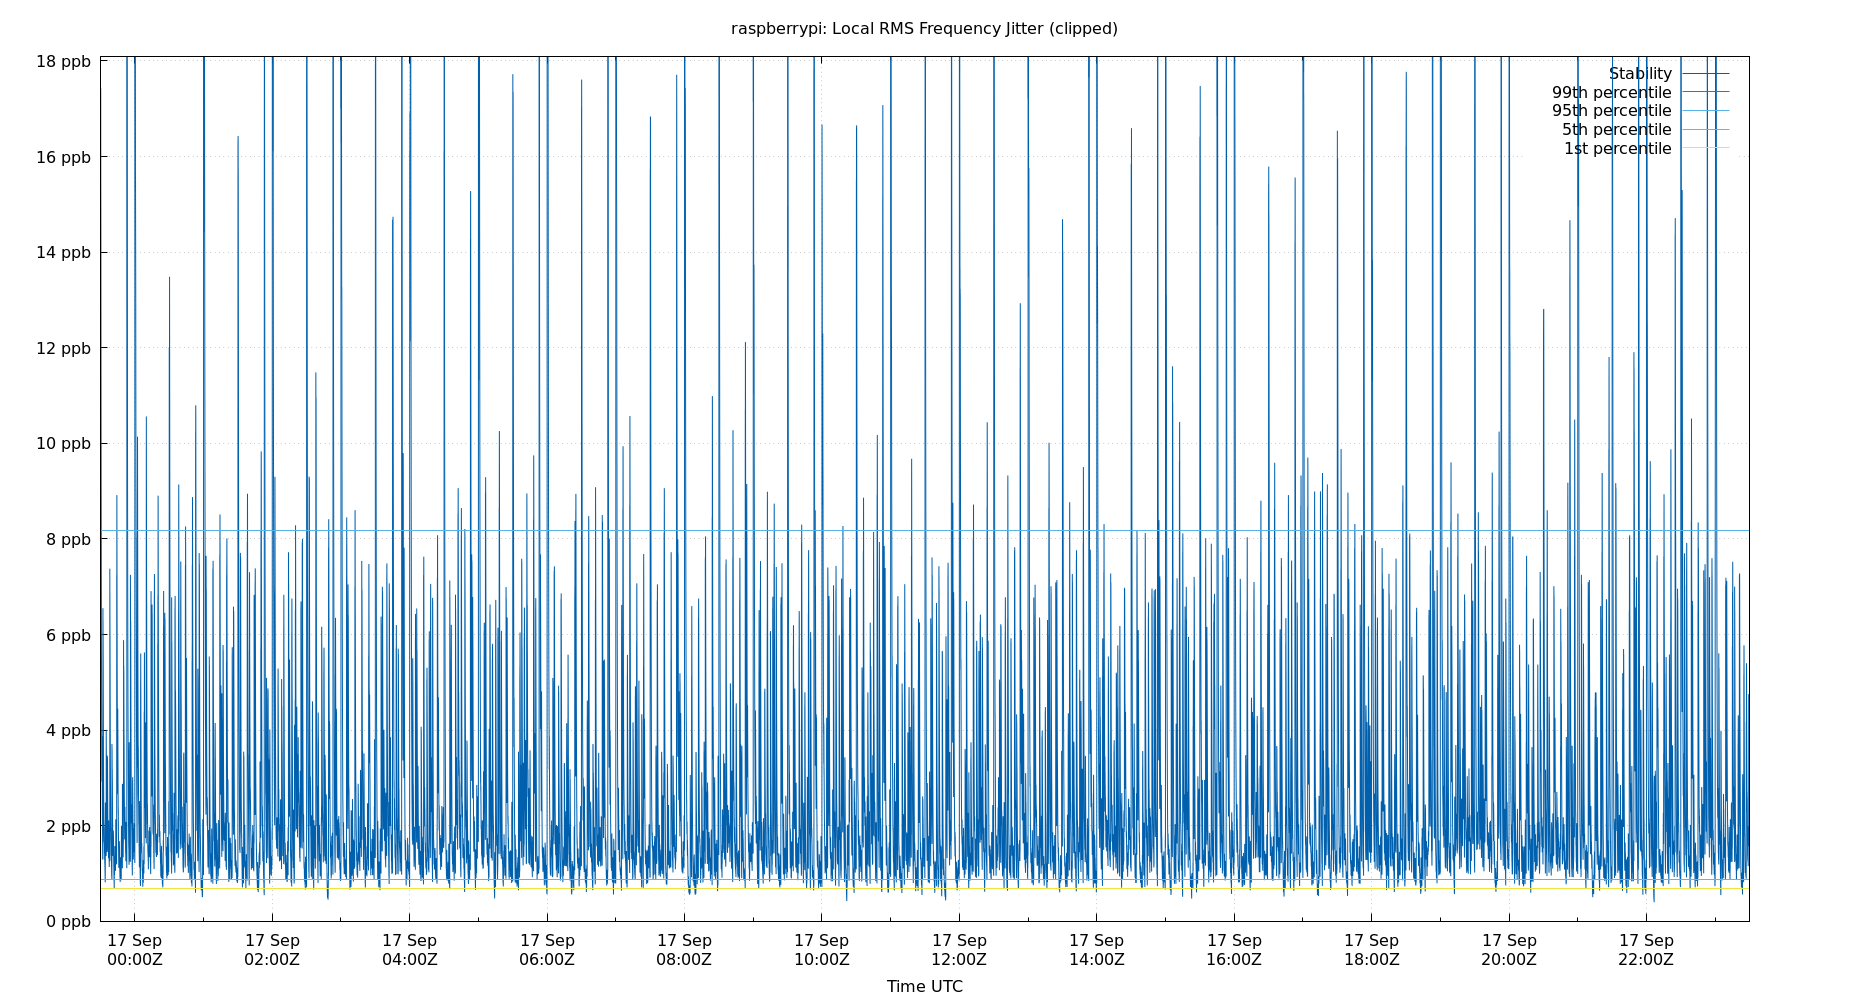 raspberrypi: Local RMS Frequency Jitter (clipped)
18 ppb
16 ppb
14 ppb
12 ppb
10 ppb
8 ppb
6 ppb
4 ppb
2 ppb
0 ppb
Stability
99th percentile
95th percentile
5th percentile
1st percentile
17 Sep 17 Sep 17 Sep 17 Sep 17 Sep 17 Sep 17 Sep 17 Sep 17 Sep 17 Sep 17 Sep 17 Sep
00:00Z 02:00Z 04:00Z 06:00Z 08:00Z 10:00Z 12:00Z 14:00Z 16:00Z 18:00Z 20:00Z 22:00Z
Time UTC